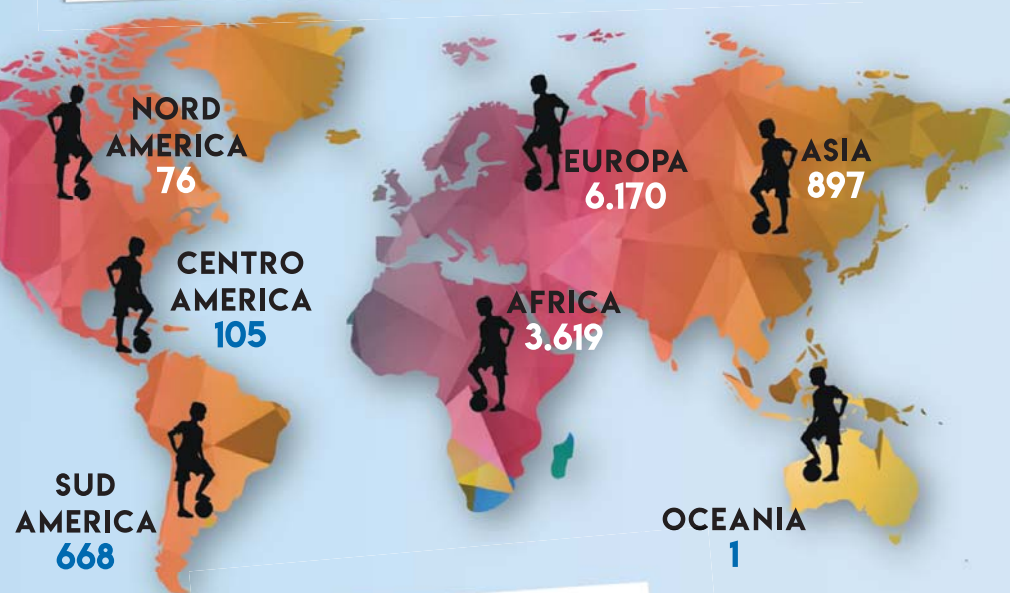 NORD
AMERICA
76
EUROPA
6.170
ASIA
897
CENTRO
AMERICA
105
AFRICA
3.619
SUD
AMERICA
668
OCEANIA
1